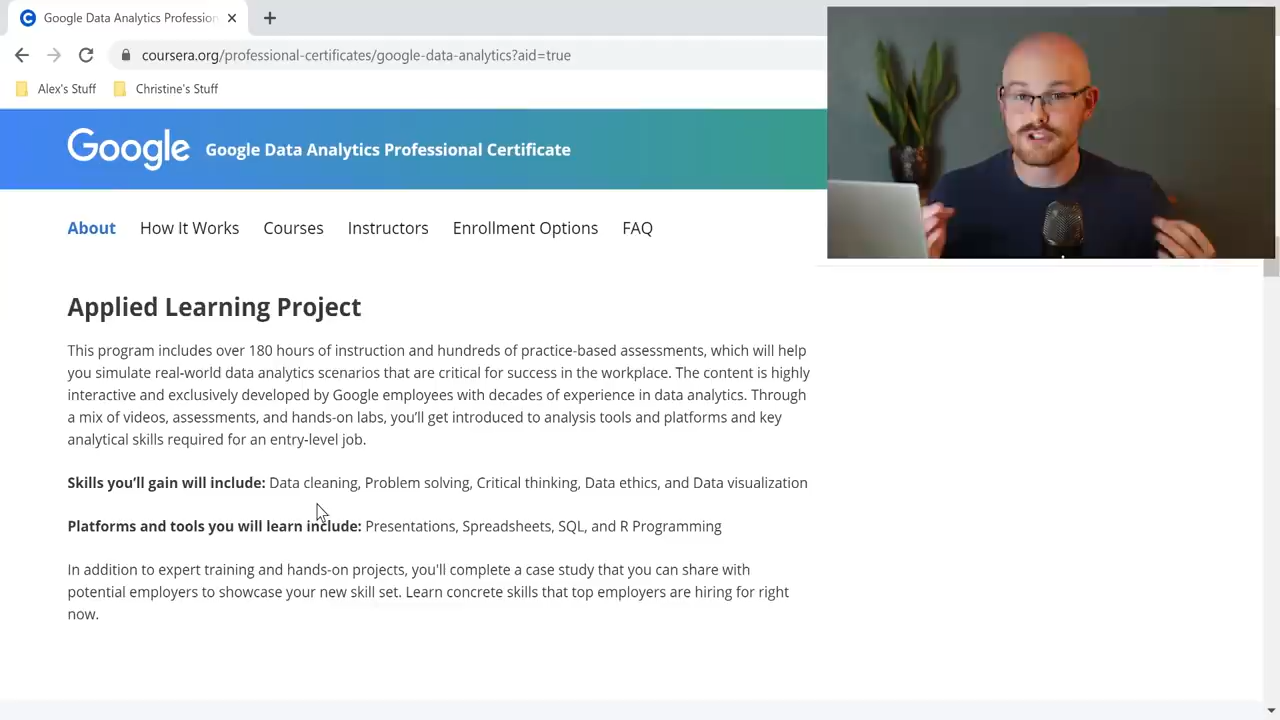 Google Data Analytics Profession
coursera.org/professional-certificates/google-data-analytics?aid=true
Alex's Stuff
Christine's Stuff
Google
Google Data Analytics Professional Certificate
About
How It Works
Courses
Instructors
Enrollment Options
FAQ
Applied Learning Project
This program includes over 180 hours of instruction and hundreds of practice-based assessments, which will help
you simulate real-world data analytics scenarios that are critical for success in the workplace. The content is highly
interactive and exclusively developed by Google employees with decades of experience in data analytics. Through
a mix of videos, assessments, and hands-on labs, you’ll get introduced to analysis tools and platforms and key
analytical skills required for an entry-level job.
Skills you’ll gain will include: Data cleaning, Problem solving, Critical thinking, Data ethics, and Data visualization
Platforms and tools you will learn include: Presentations, Spreadsheets, SQL, and R Programming
In addition to expert training and hands-on projects, you'll complete a case study that you can share with
potential employers to showcase your new skill set. Learn concrete skills that top employers are hiring for right
now.